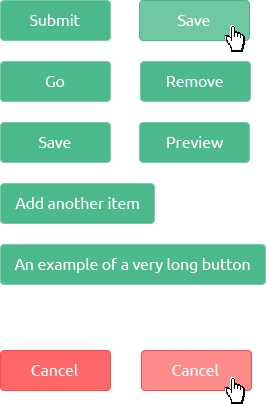 Submit
Save
Go
Remove
Save
Preview
Add another item
An example of a very long button
Cancel
Cancel